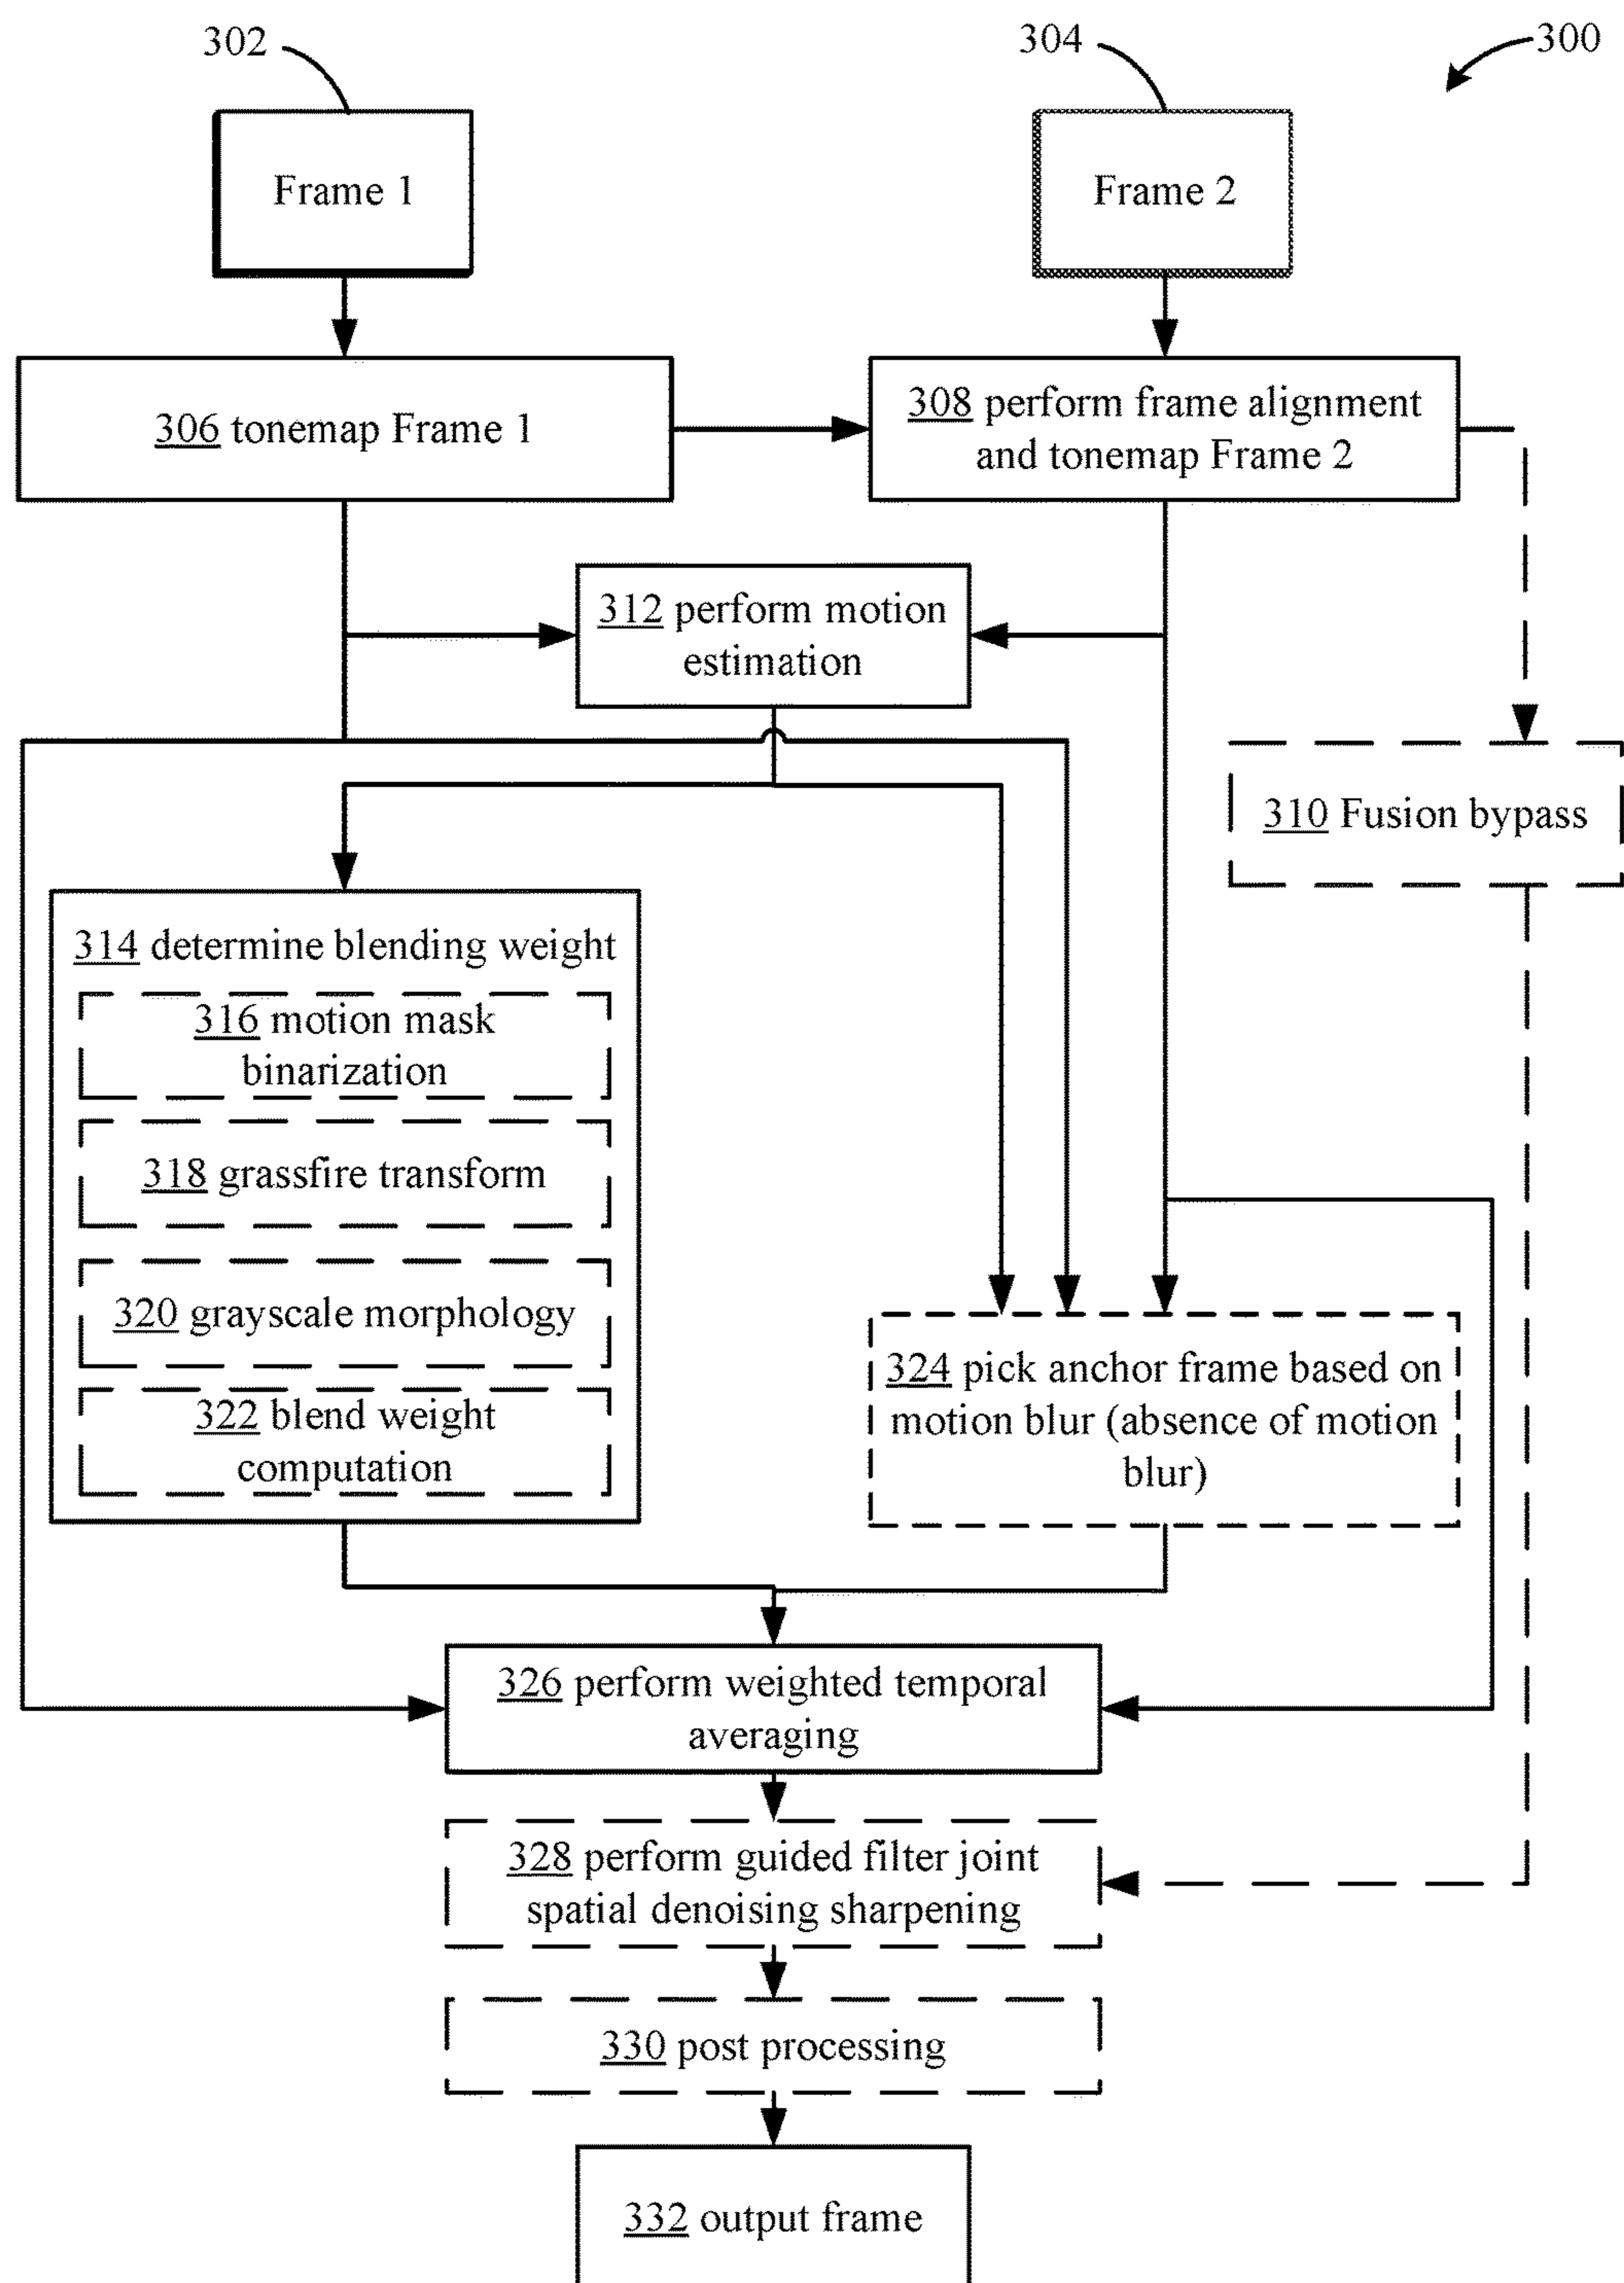 302
304
300
Frame 1
Frame 2
306 tonemap Frame 1
308 perform frame alignment
and tonemap Frame 2
312 perform motion
estimation
310 Fusion bypass
314 determine blending weight
316 motion mask
binarization
318 grassfire transform
320 grayscale morphology
322 blend weight
computation
324 pick anchor frame based on
motion blur (absence of motion
blur)
326 perform weighted temporal
averaging
328 perform guided filter joint
spatial denoising sharpening
330 post processing
332 output frame